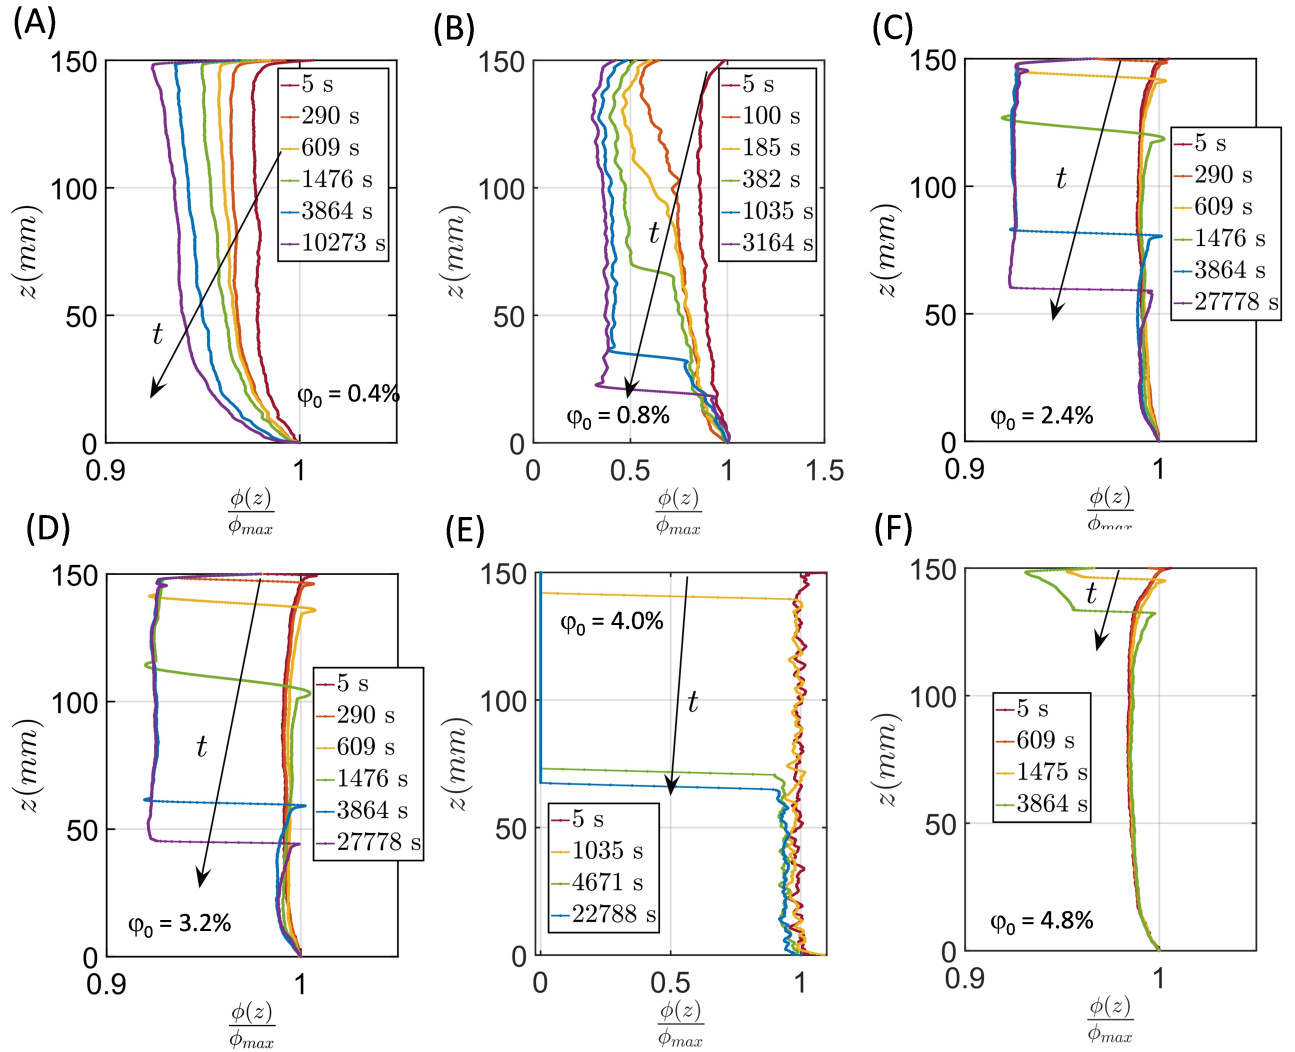 (A)
150
100
50
0
0.9
1
z(mm)
ϕ(z)
ϕmax
5 s
290 s
609 s
1476 s
3864 s
10273 s
t
φ0 = 0.4%
(B)
150
100
50
0
0
0.5
1
1.5
z(mm)
ϕ(z)
ϕmax
5 s
100 s
185 s
382 s
1035 s
3164 s
t
φ0 = 0.8%
(C)
150
100
50
0
0.9
1
z(mm)
ϕ(z)
ϕmax
5 s
290 s
609 s
1476 s
3864 s
27778 s
t
φ0 = 2.4%
(D)
150
100
50
0
0.9
1
z(mm)
ϕ(z)
ϕmax
5 s
290 s
609 s
1476 s
3864 s
27778 s
t
φ0 = 3.2%
(E)
150
100
50
0
0
0.5
1
z(mm)
ϕ(z)
ϕmax
φ0 = 4.0%
t
5 s
1035 s
4671 s
22788 s
(F)
150
100
50
0
0.9
1
z(mm)
ϕ(z)
ϕmax
t
5 s
609 s
1475 s
3864 s
φ0 = 4.8%